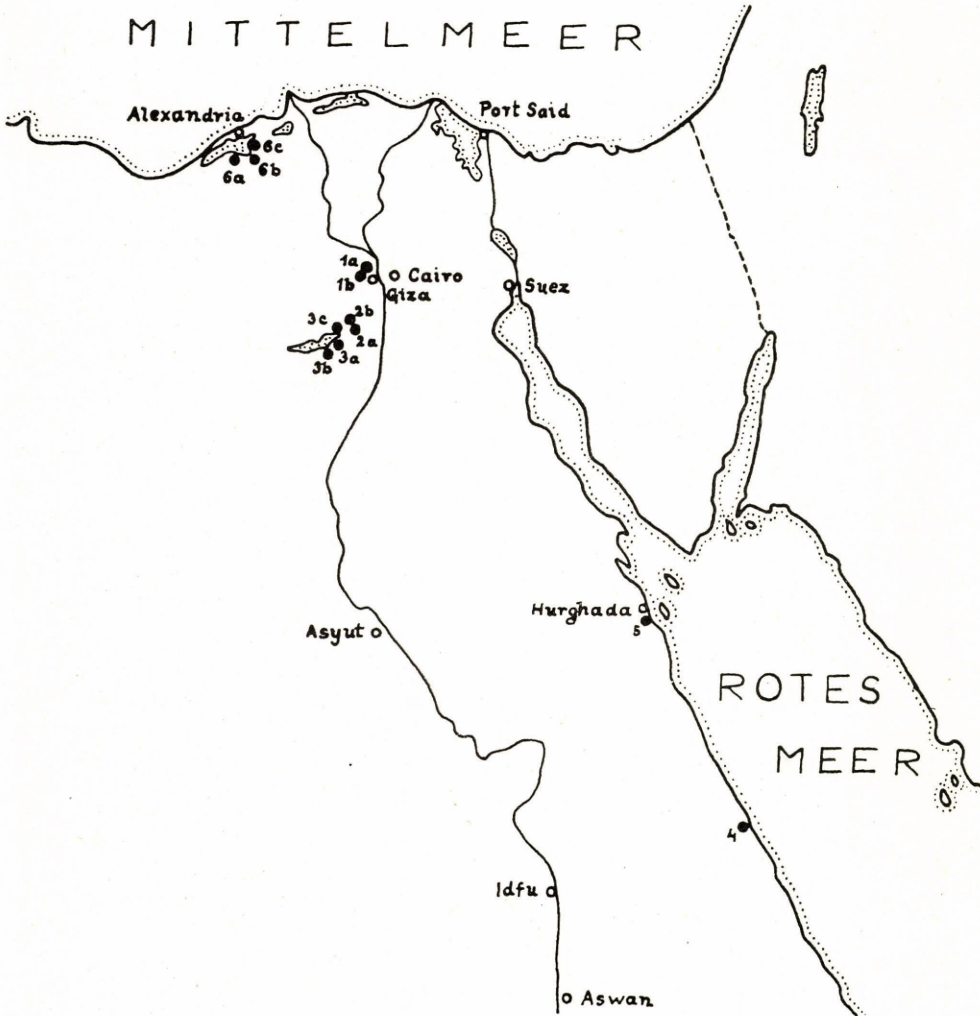 MITTELMEER
Alexandria
Port Said
6c
6a
6b
1a
1b
Cairo
Giza
Suez
3c
2b
2a
3a
3b
Hurghada
5
Asyut
ROTES
MEER
4
Idfu
Aswan